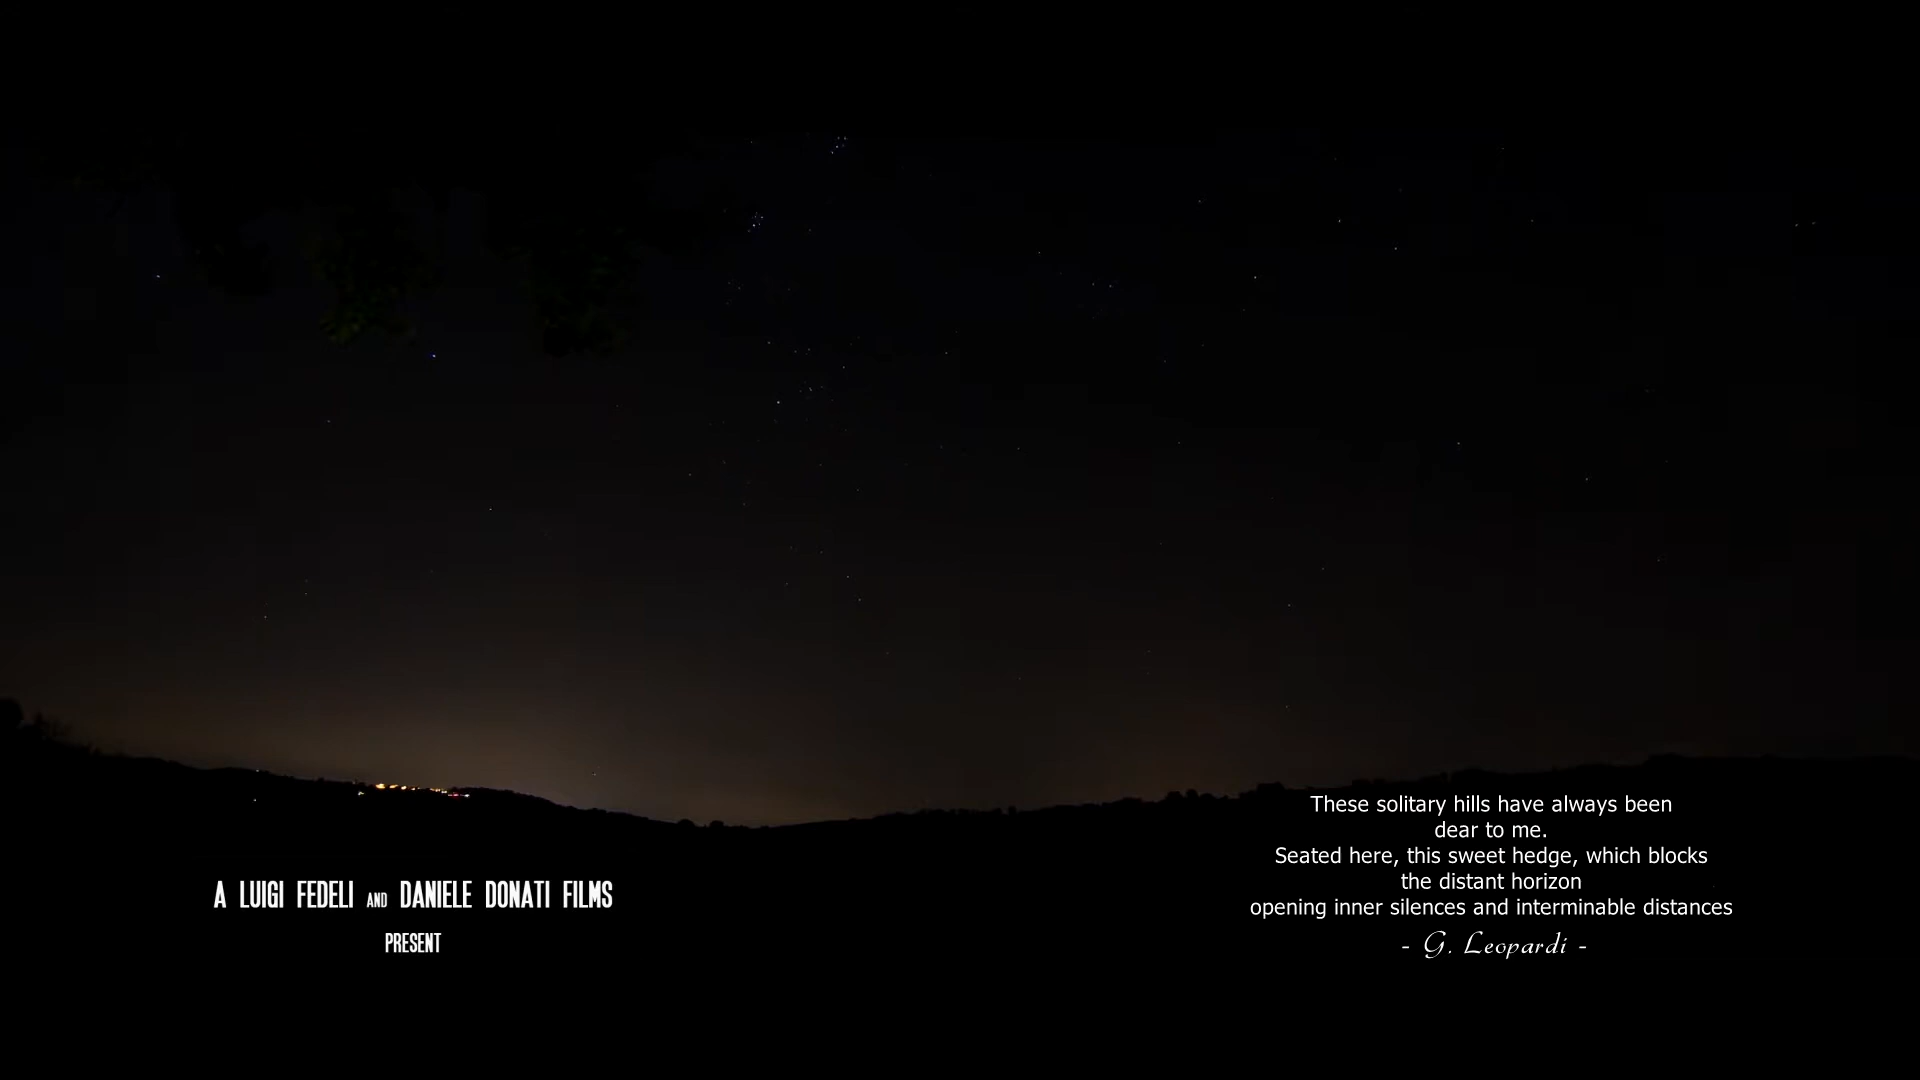 A LUIGI FEDELI AND DANIELE DONATI FILMS
PRESENT
These solitary hills have always been
dear to me.
Seated here, this sweet hedge, which blocks
the distant horizon
opening inner silences and interminable distances
- G. Leopardi -